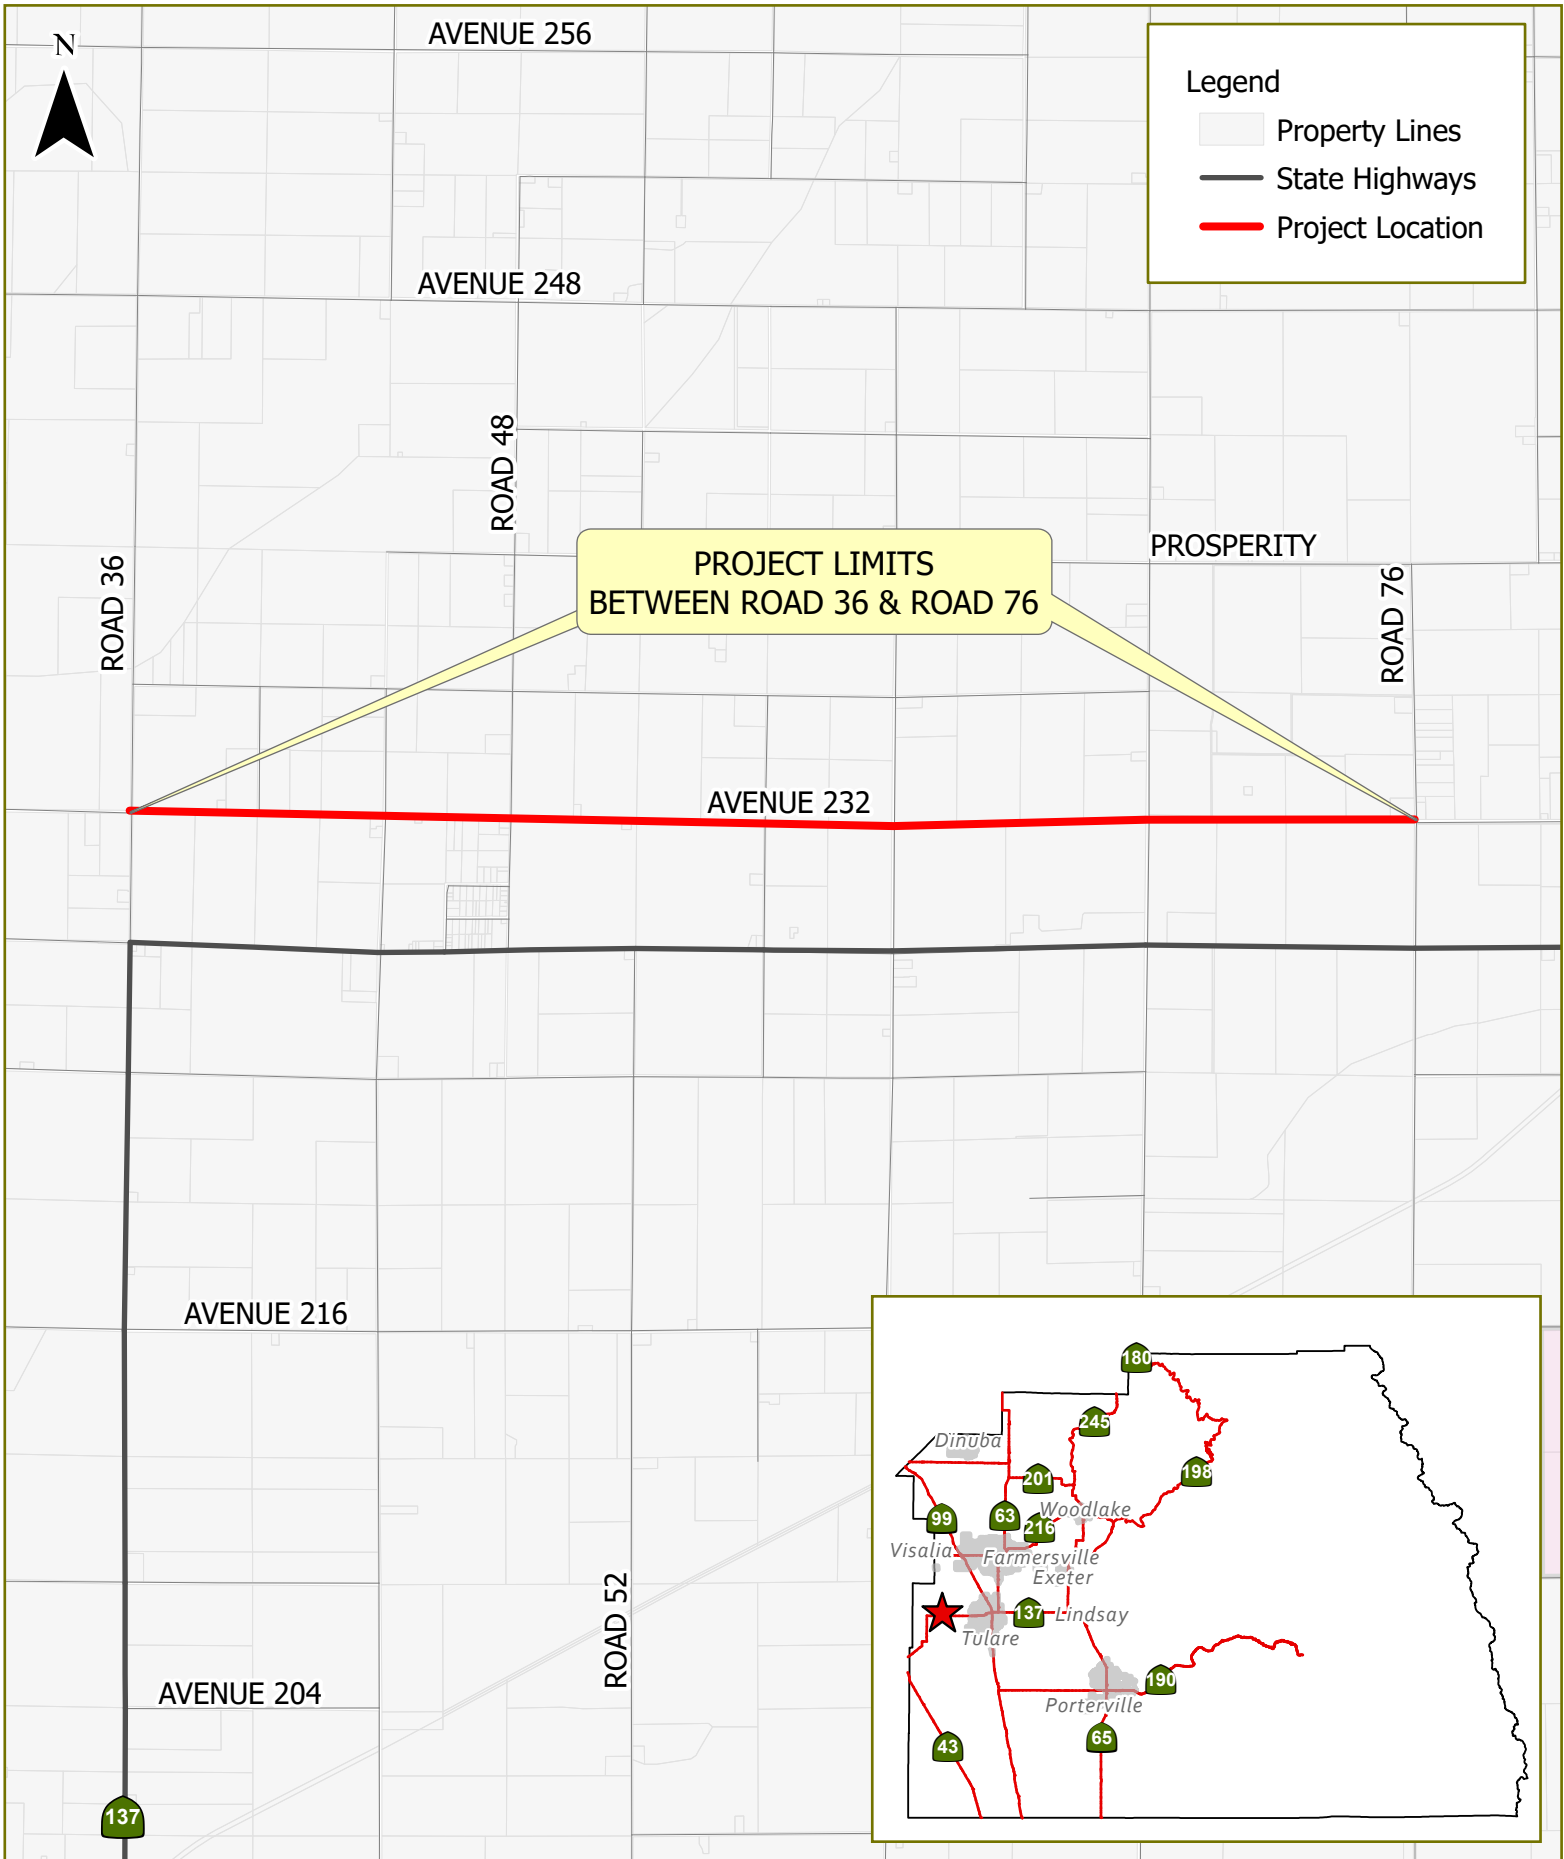 N
AVENUE 256
Legend
Property Lines
State Highways
Project Location
AVENUE 248
ROAD 48
ROAD 36
PROJECT LIMITS
BETWEEN ROAD 36 & ROAD 76
PROSPERITY
ROAD 76
AVENUE 232
AVENUE 216
ROAD 52
AVENUE 204
137
180
245
Dinuba
201
198
99
63
216
Woodlake
Visalia
Farmersville
Exeter
137
Lindsay
Tulare
190
Porterville
43
65